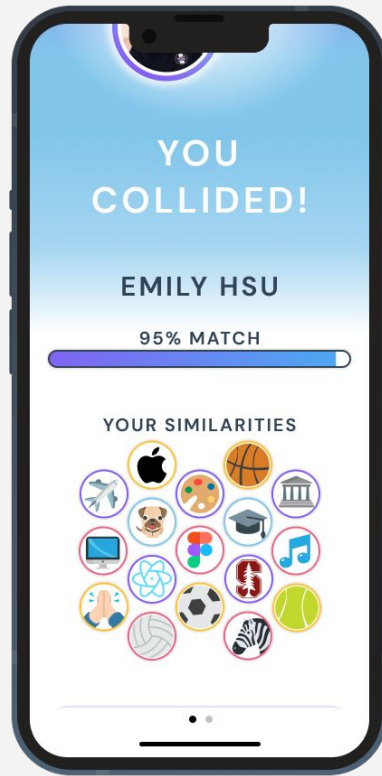 YOU
COLLIDED!
EMILY HSU
95% MATCH
YOUR SIMILARITIES
S